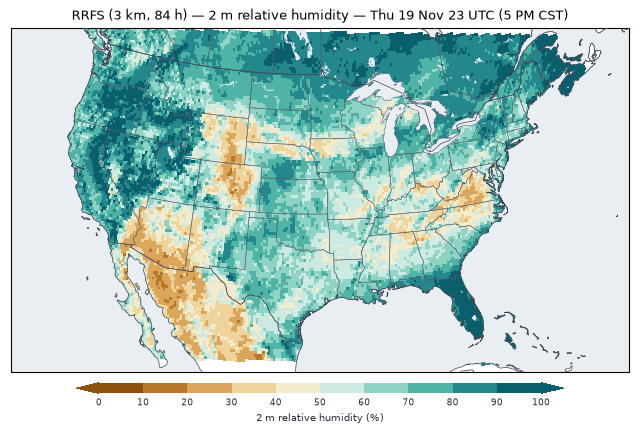 RRFS (3 km, 84 h) — 2 m relative humidity — Thu 19 Nov 23 UTC (5 PM CST)
0 10 20 30 40 50 60 70 80 90 100
2 m relative humidity (%)